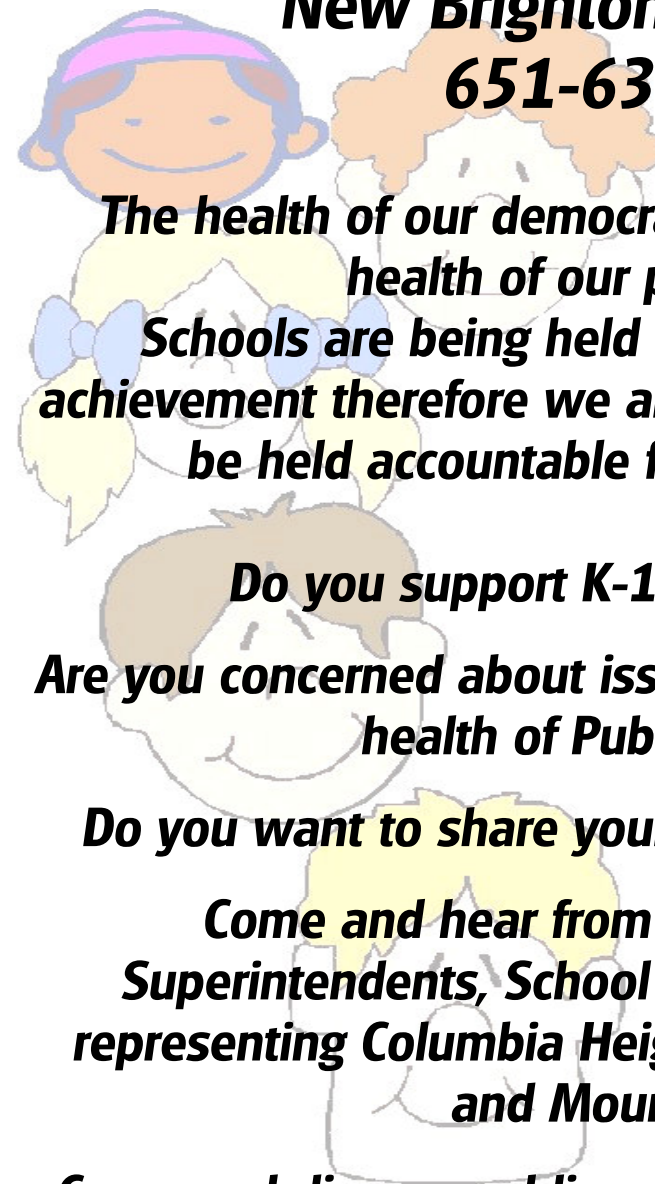 New Brighton
651-63
The health of our democra
health of our p
Schools are being held
achievement therefore we a
be held accountable f
Do you support K-1
Are you concerned about iss
health of Pub
Do you want to share you
Come and hear from
Superintendents, School
representing Columbia Heig
and Moun